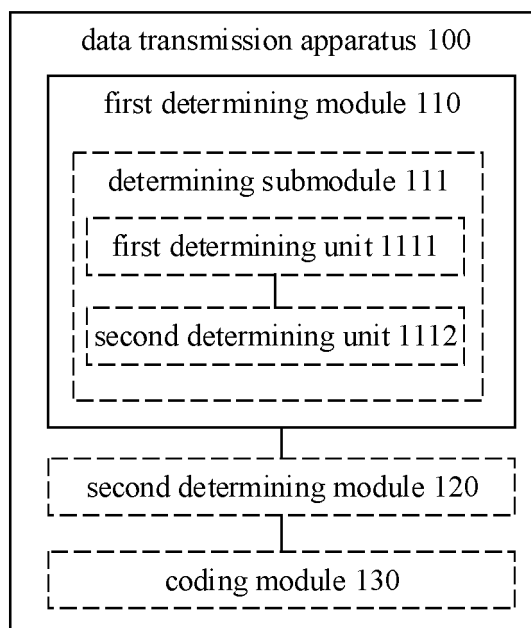 data transmission apparatus 100
first determining module 110
determining submodule 111
first determining unit 1111
second determining unit 1112
second determining module 120
coding module 130